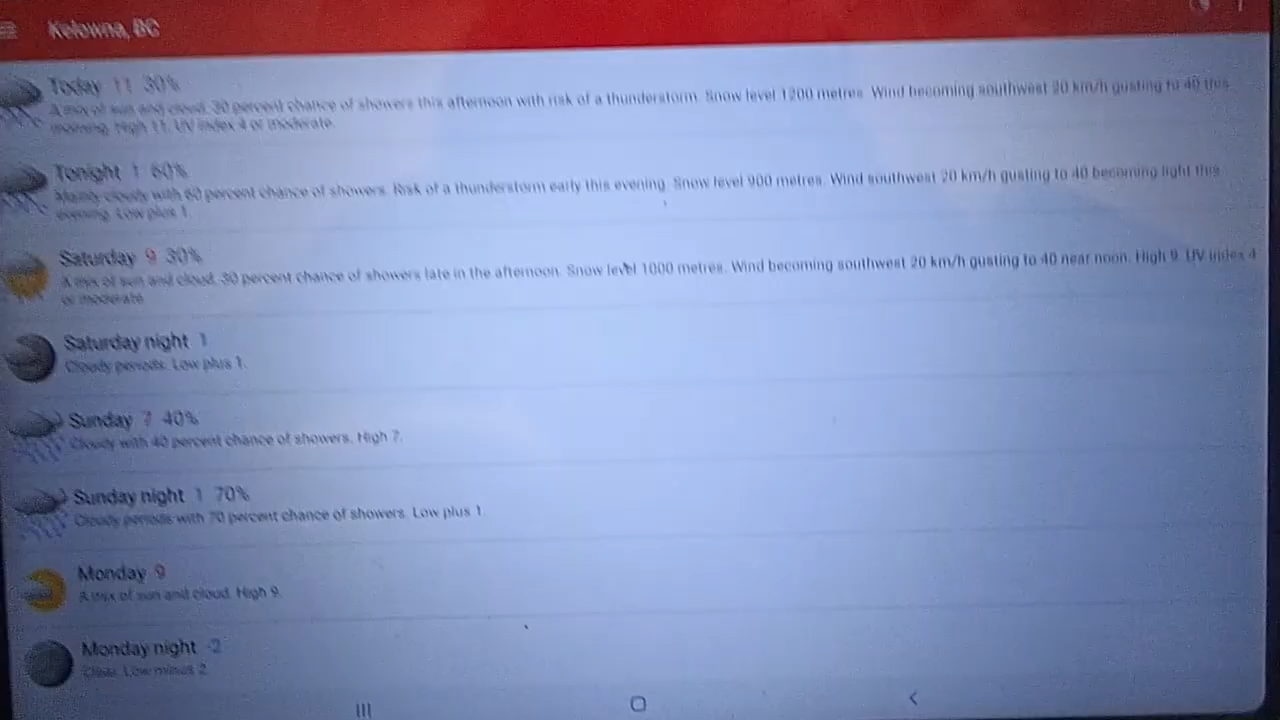 Kelowna, BC
Today 11 30%
A mix of sun and cloud. 30 percent chance of showers this afternoon with risk of a thunderstorm. Snow level 1200 metres. Wind becoming southwest 20 km/h gusting to 40 this
morning. High 11. UV index 4 or moderate.
Tonight 1 60%
Mainly cloudy with 60 percent chance of showers. Risk of a thunderstorm early this evening. Snow level 900 metres. Wind southwest 20 km/h gusting to 40 becoming light this
evening. Low plus 1.
Saturday 9 30%
A mix of sun and cloud. 30 percent chance of showers late in the afternoon. Snow level 1000 metres. Wind becoming southwest 20 km/h gusting to 40 near noon. High 9. UV index 4
or moderate.
Saturday night 1
Cloudy periods. Low plus 1.
Sunday 7 40%
Cloudy with 40 percent chance of showers. High 7.
Sunday night 1 70%
Cloudy periods with 70 percent chance of showers. Low plus 1.
Monday 9
A mix of sun and cloud. High 9.
Monday night -2
Clear. Low minus 2.